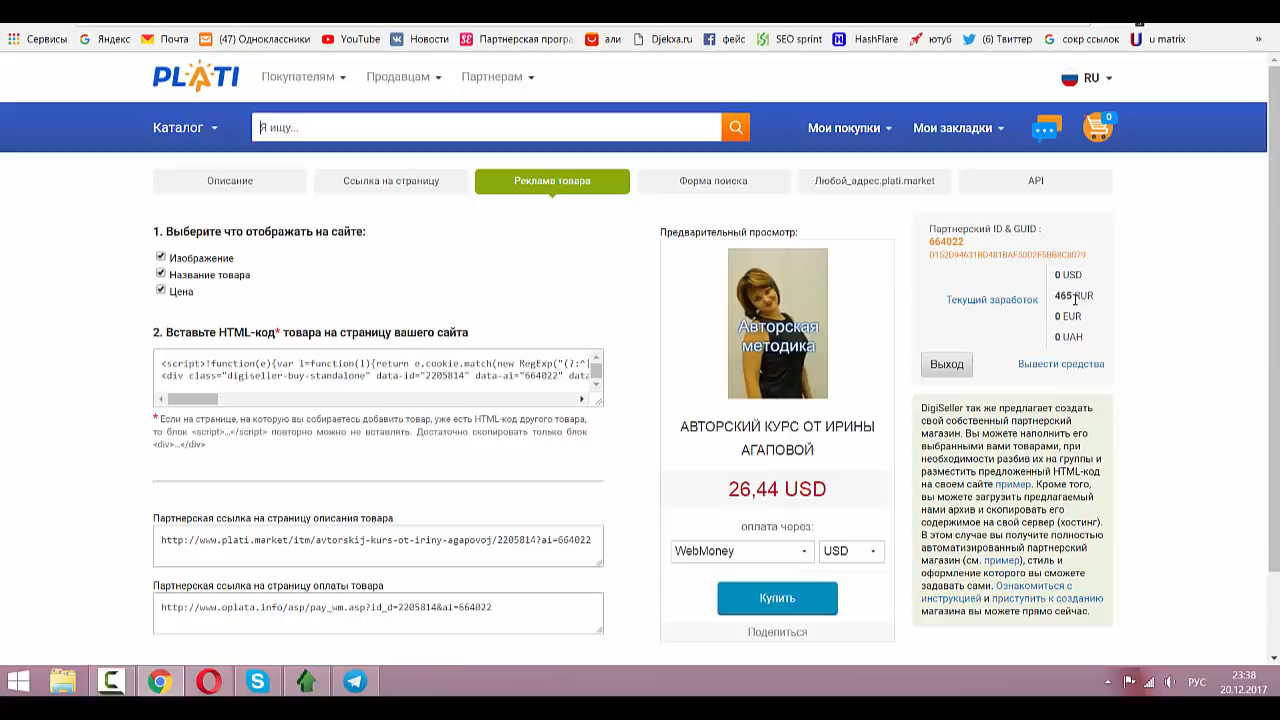 Сервисы Яндекс Почта (47) Одноклассники YouTube Новости Партнерская програ али Djekxa.ru фейс SEO sprint HashFlare ютуб (6) Твиттер сокр ссылок u matrix »
PLATI Покупателям Продавцам Партнерам RU
Каталог Я ищу... Мои покупки Мои закладки 0
Описание Ссылка на страницу Реклама товара Форма поиска Любой_адрес.plati.market API
1. Выберите что отображать на сайте:
Изображение
Название товара
Цена
2. Вставьте HTML-код* товара на страницу вашего сайта
<script>!function(e){var l=function(l){return e.cookie.match(new RegExp("(?:^|
<div class="digiseller-buy-standalone" data-id="2205814" data-ai="664022" data
* Если на странице, на которую вы собираетесь добавить товар, уже есть HTML-код другого товара,
то блок <script>...</script> повторно можно не вставлять. Достаточно скопировать только блок
<div>...</div>
Партнерская ссылка на страницу описания товара
http://www.plati.market/itm/avtorskij-kurs-ot-iriny-agapovoj/2205814?ai=664022
Партнерская ссылка на страницу оплаты товара
http://www.oplata.info/asp/pay_wm.asp?id_d=2205814&ai=664022
Предварительный просмотр:
Авторская
методика
АВТОРСКИЙ КУРС ОТ ИРИНЫ
АГАПОВОЙ
26,44 USD
оплата через:
WebMoney USD
Купить
Поделиться
Партнерский ID & GUID :
664022
D152D94631BD481BAF50D2F5BB8C8079
0 USD
Текущий заработок 465 RUR
0 EUR
0 UAH
Выход Вывести средства
DigiSeller так же предлагает создать
свой собственный партнерский
магазин. Вы можете наполнить его
выбранными вами товарами, при
необходимости разбив их на группы и
разместить предложенный HTML-код
на своем сайте пример. Кроме того,
вы можете загрузить предлагаемый
нами архив и скопировать его
содержимое на свой сервер (хостинг).
В этом случае вы получите полностью
автоматизированный партнерский
магазин (см. пример), стиль и
оформление которого вы сможете
задавать сами. Ознакомиться с
инструкцией и приступить к созданию
магазина вы можете прямо сейчас.
РУС 23:38
20.12.2017